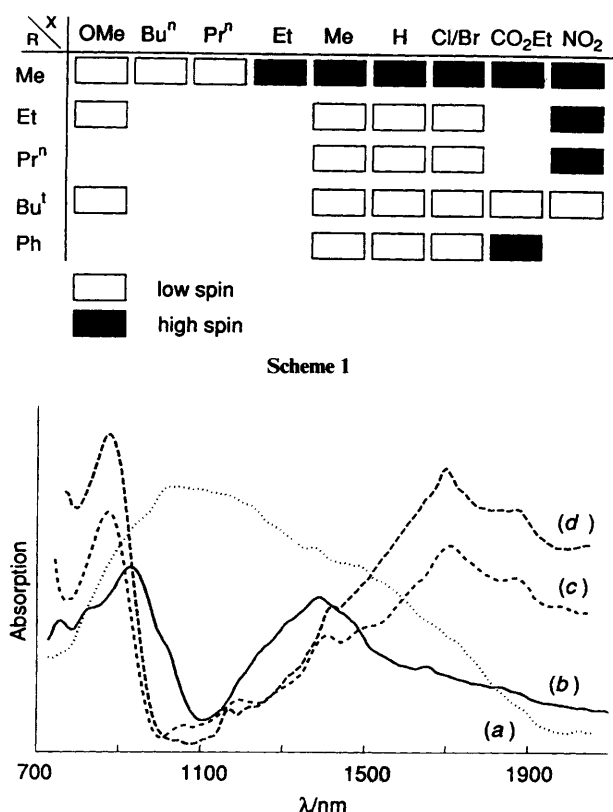 R X OMe Buⁿ Prⁿ Et Me H Cl/Br CO₂Et NO₂
Me
Et
Prⁿ
Buᵗ
Ph
low spin
high spin
Scheme 1
Absorption
(d)
(c)
(b)
(a)
700 1100 1500 1900
λ/nm